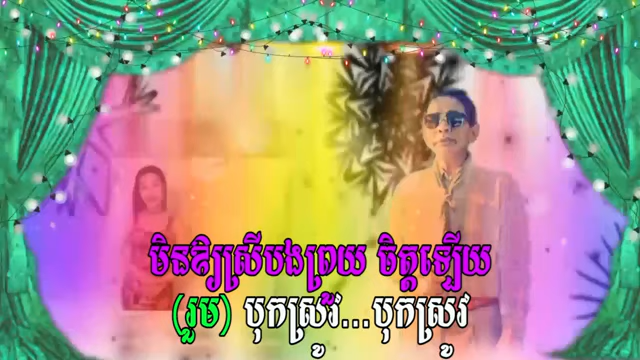 មិនឱ្យស្រីបងព្រួយ ចិត្តឡើយ
(រួម) បុកស្រូវ...បុកស្រូវ